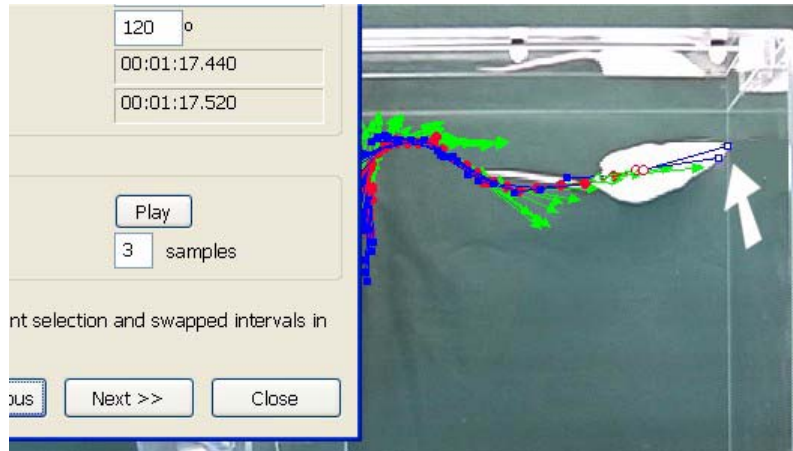 120 o
00:01:17.440
00:01:17.520
Play
3 samples
nt selection and swapped intervals in
ous Next >> Close